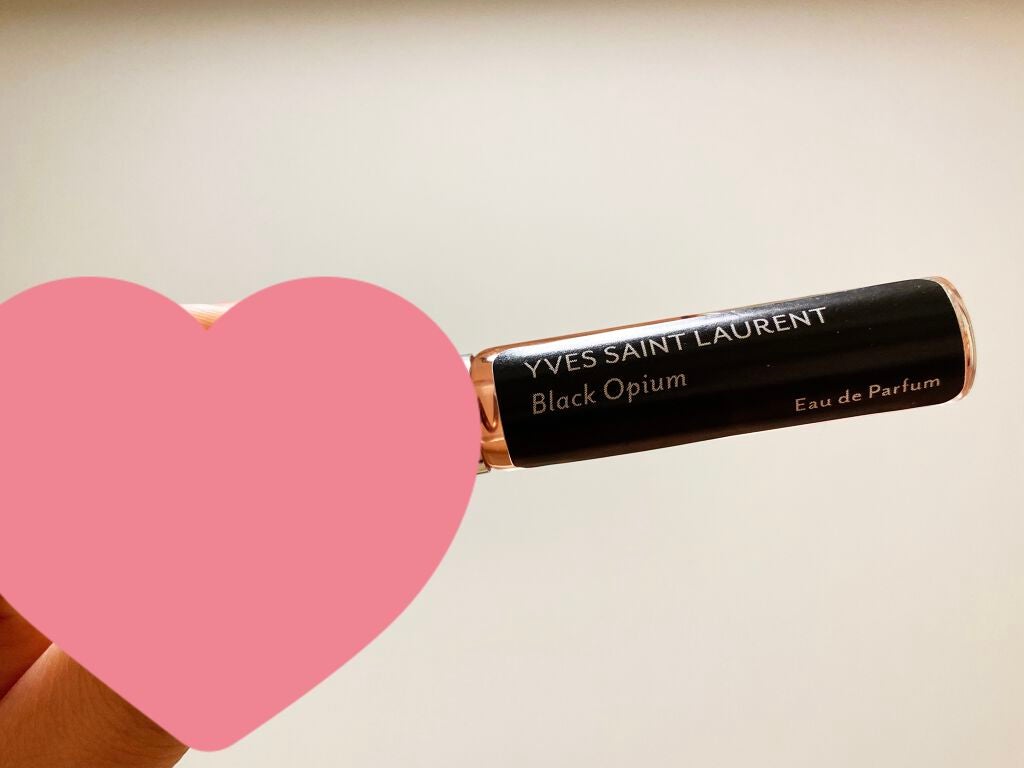 YVES SAINT LAURENT
Black Opium
Eau de Parfum